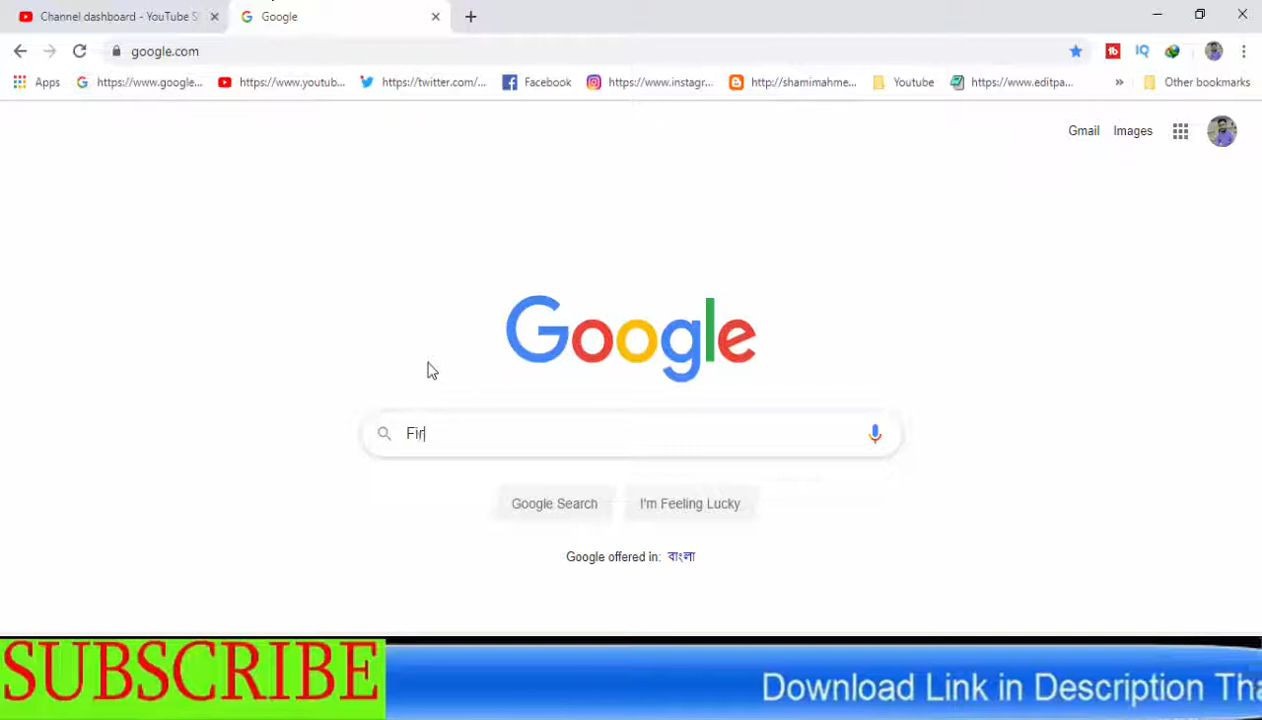 Channel dashboard - YouTube S
Google
google.com
Apps
https://www.google...
https://www.youtub...
https://twitter.com/...
Facebook
https://www.instagr...
http://shamimahme...
Youtube
https://www.editpa...
»
Other bookmarks
Gmail
Images
Google
Fir
Google Search
I'm Feeling Lucky
Google offered in: বাংলা
SUBSCRIBE
Download Link in Description Tha